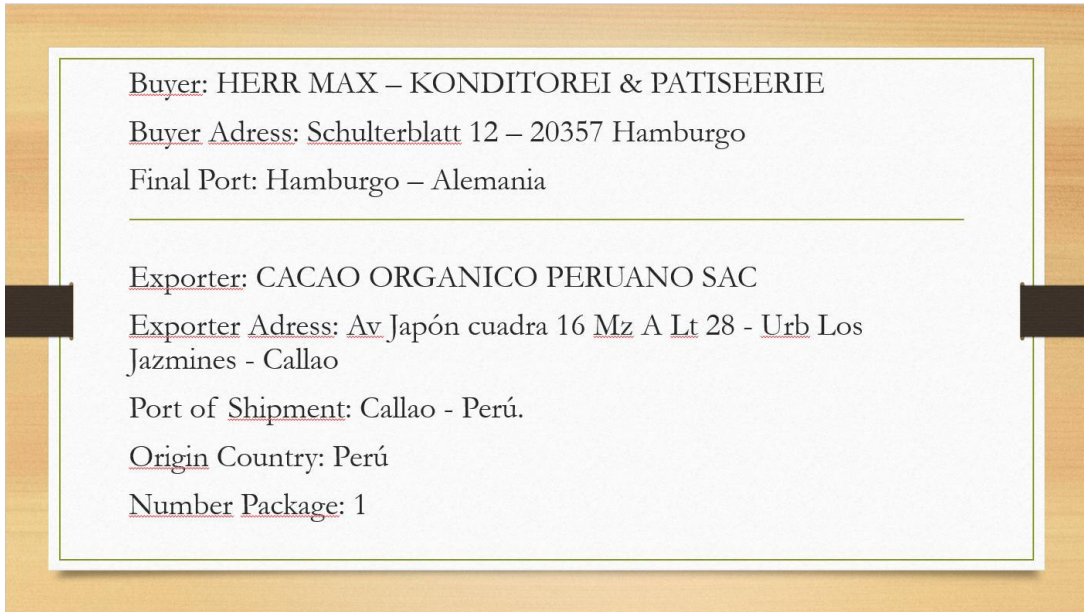 Buyer: HERR MAX – KONDITOREI & PATISEERIE
Buyer Adress: Schulterblatt 12 – 20357 Hamburgo
Final Port: Hamburgo – Alemania
Exporter: CACAO ORGANICO PERUANO SAC
Exporter Adress: Av Japón cuadra 16 Mz A Lt 28 - Urb Los
Jazmines - Callao
Port of Shipment: Callao - Perú.
Origin Country: Perú
Number Package: 1